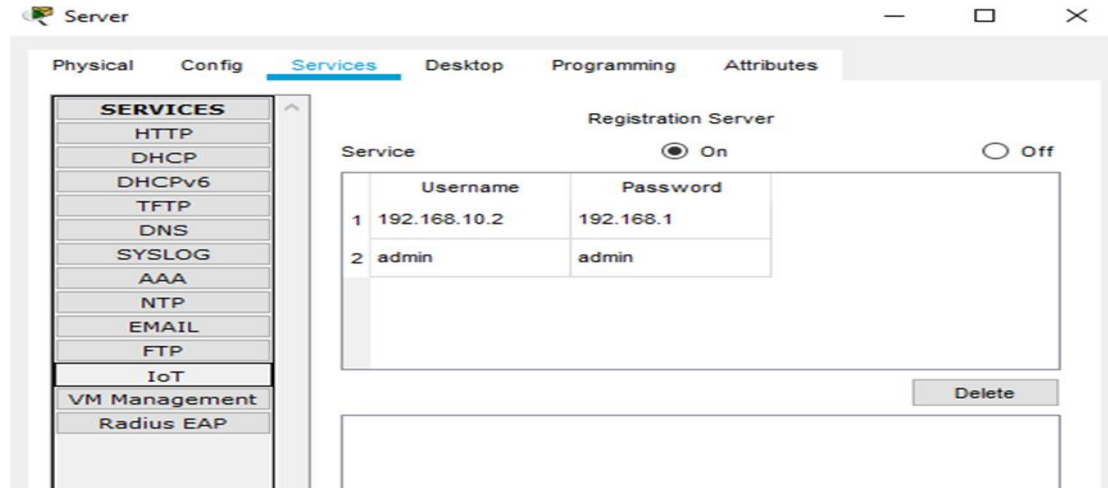 Server
Physical Config Services Desktop Programming Attributes
SERVICES
HTTP
DHCP
DHCPv6
TFTP
DNS
SYSLOG
AAA
NTP
EMAIL
FTP
IoT
VM Management
Radius EAP
Registration Server
Service On Off
Username Password
1 192.168.10.2 192.168.1
2 admin admin
Delete